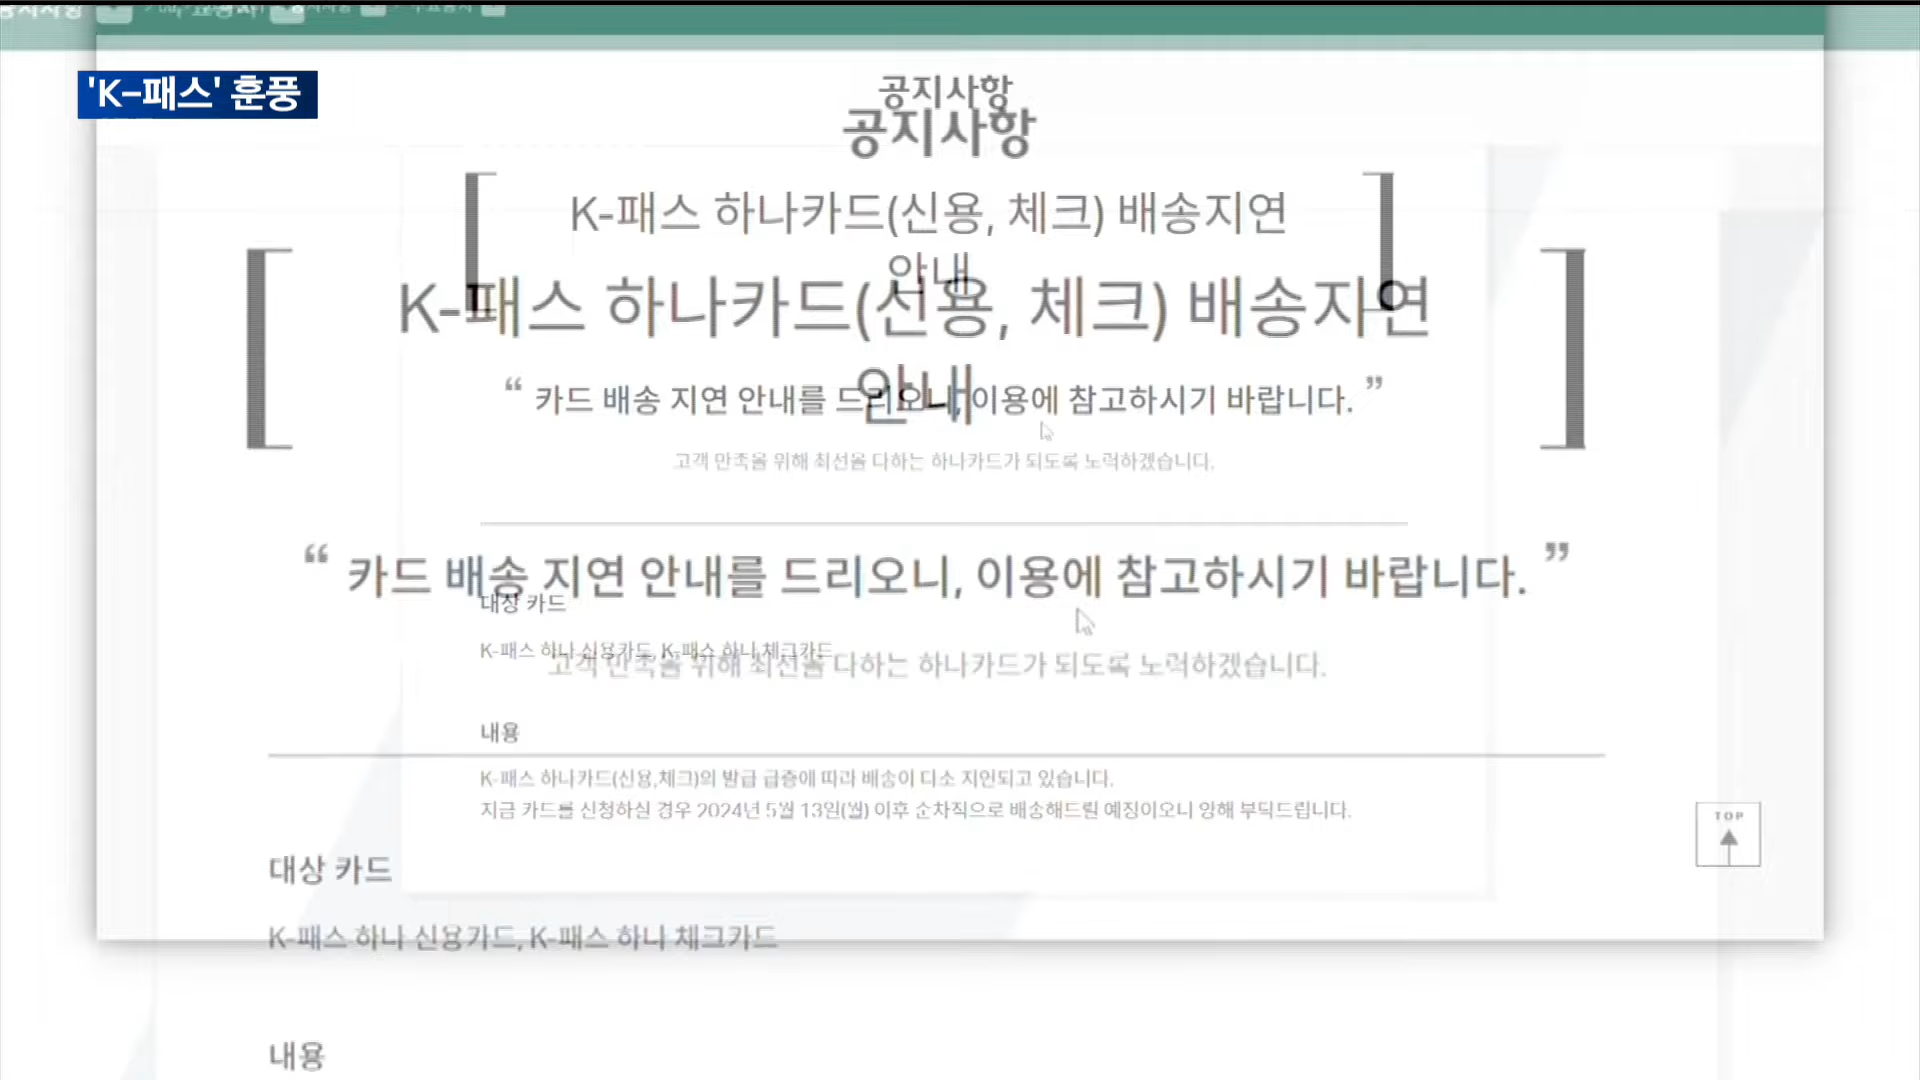 'K-패스' 훈풍
공지사항
공지사항
K-패스 하나카드(신용, 체크) 배송지연
안내
K-패스 하나카드(신용, 체크) 배송지연
안내
“ 카드 배송 지연 안내를 드리오니, 이용에 참고하시기 바랍니다. ”
고객 만족을 위해 최선을 다하는 하나카드가 되도록 노력하겠습니다.
“ 카드 배송 지연 안내를 드리오니, 이용에 참고하시기 바랍니다. ”
대상 카드
K-패스 하나 신용카드, K-패스 하나 체크카드
고객 만족을 위해 최선을 다하는 하나카드가 되도록 노력하겠습니다.
내용
K-패스 하나카드(신용,체크)의 발급 급증에 따라 배송이 다소 지연되고 있습니다.
지금 카드를 신청하실 경우 2024년 5월 13일(월) 이후 순차적으로 배송해드릴 예정이오니 양해 부탁드립니다.
TOP
대상 카드
K-패스 하나 신용카드, K-패스 하나 체크카드
내용